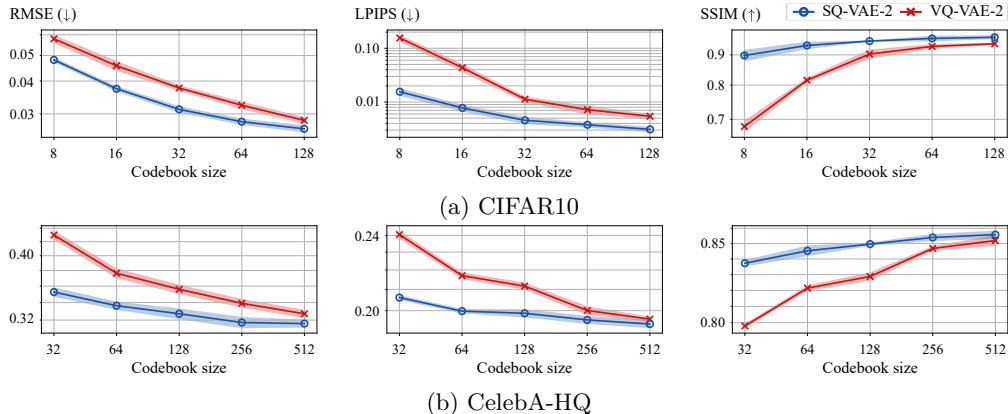 RMSE (↓)
0.05
0.04
0.03
8 16 32 64 128
Codebook size
LPIPS (↓)
0.10
0.01
8 16 32 64 128
Codebook size
SSIM (↑)
SQ-VAE-2 VQ-VAE-2
0.9
0.8
0.7
8 16 32 64 128
Codebook size
(a) CIFAR10
0.40
0.32
32 64 128 256 512
Codebook size
0.24
0.20
32 64 128 256 512
Codebook size
0.85
0.80
32 64 128 256 512
Codebook size
(b) CelebA-HQ